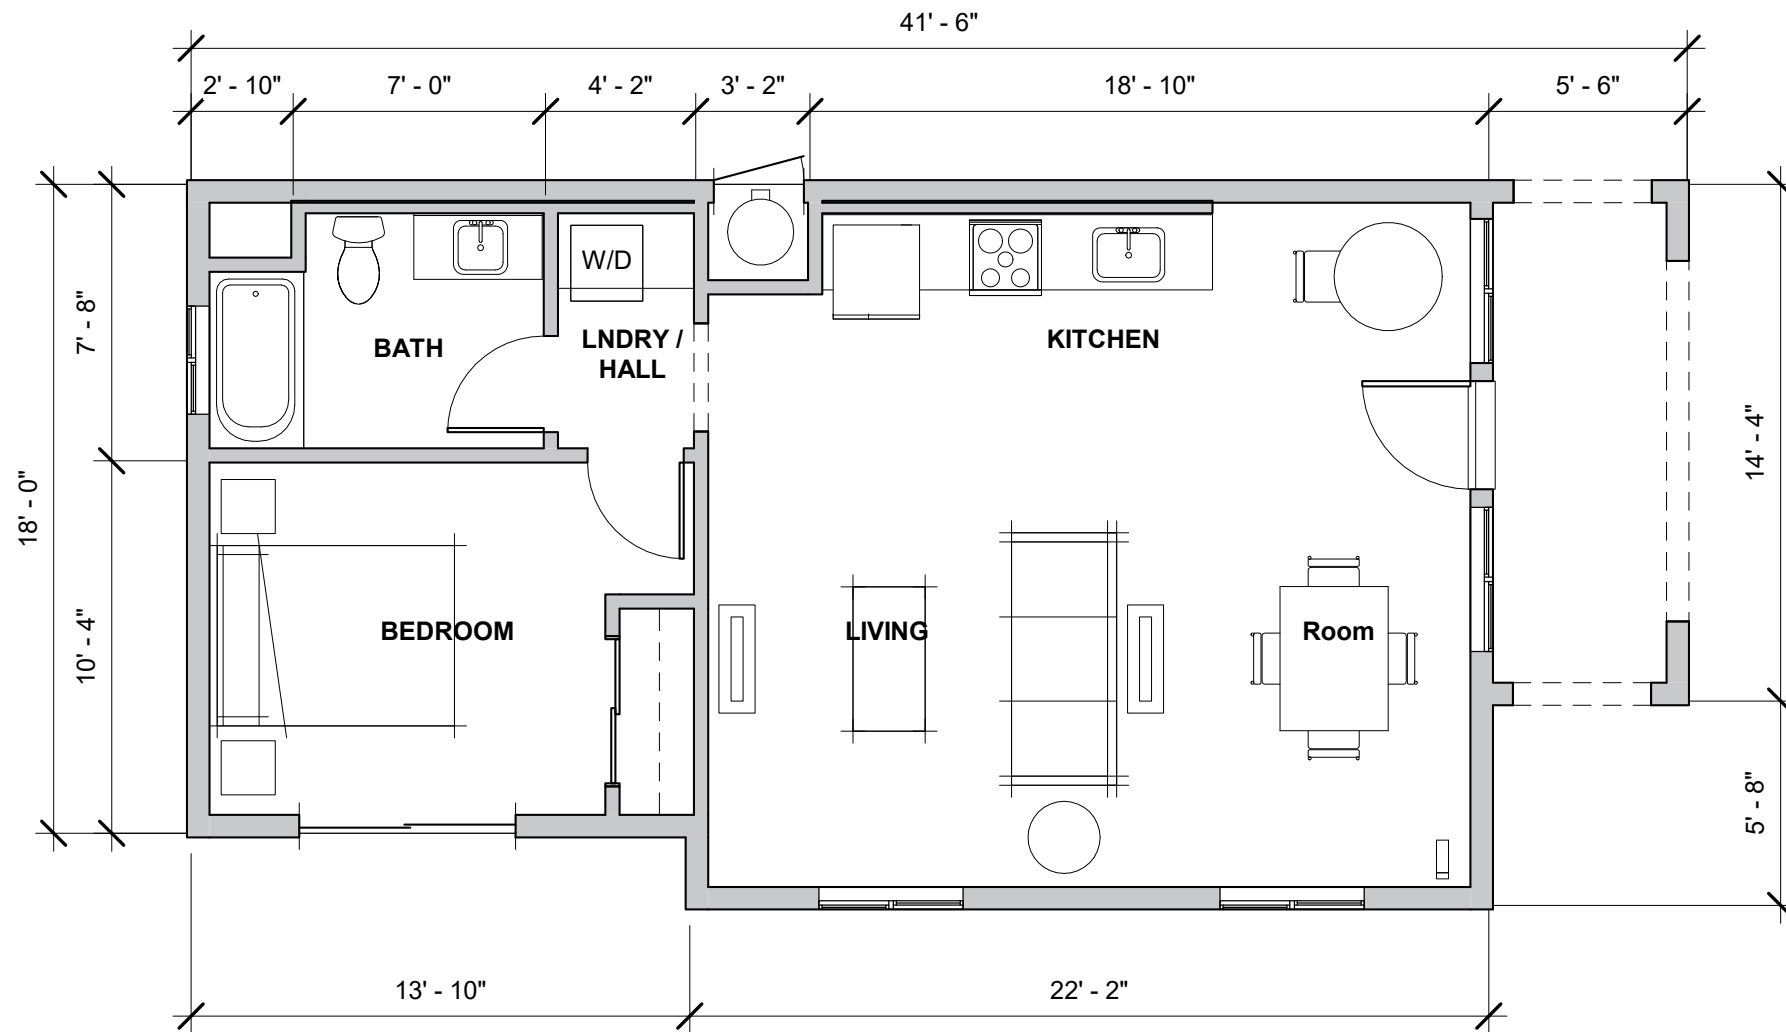 41' - 6"
2' - 10"
7' - 0"
4' - 2"
3' - 2"
18' - 10"
5' - 6"
W/D
BATH
LNDRY /
HALL
KITCHEN
7' - 8"
18' - 0"
14' - 4"
10' - 4"
BEDROOM
LIVING
Room
5' - 8"
13' - 10"
22' - 2"